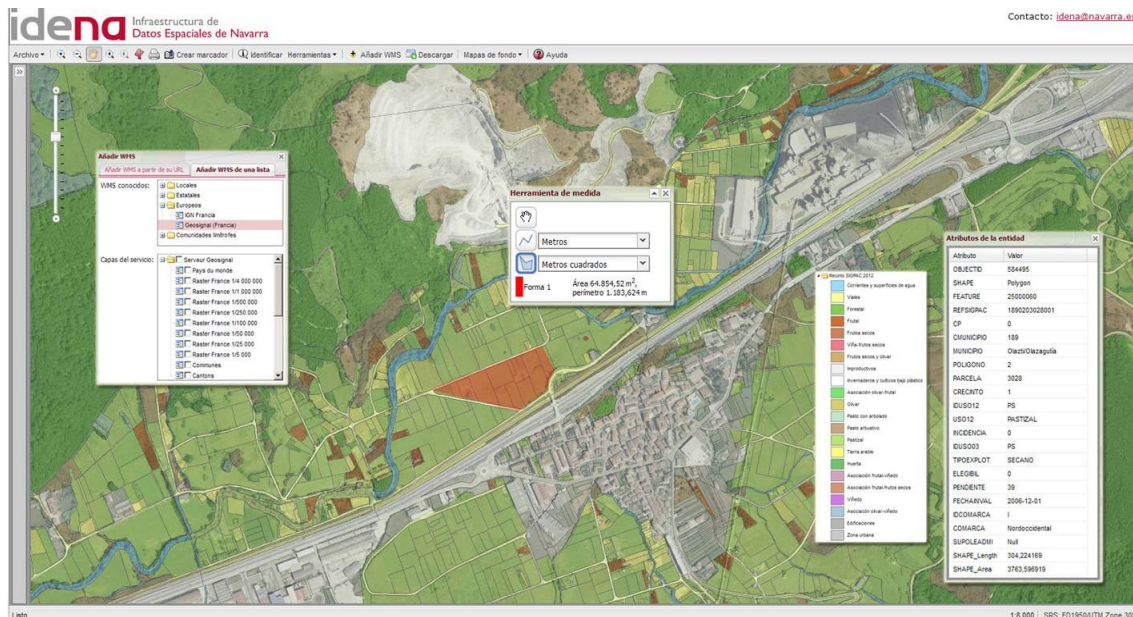 idena
Infraestructura de
Datos Espaciales de Navarra
Contacto: idena@navarra.es
Archivo
Crear marcador
Identificar
Herramientas
Añadir WMS
Descargar
Mapas de fondo
Ayuda
Añadir WMS
Añadir WMS a partir de su URL
Añadir WMS de una lista
WMS conocidos:
Locales
Estatales
Europeos
IGN Francia
Geosignal (Francia)
Comunidades limítrofes
Capas del servicio:
Serveur Geosignal
Pays du monde
Raster France 1/4 000 000
Raster France 1/1 000 000
Raster France 1/500 000
Raster France 1/250 000
Raster France 1/100 000
Raster France 1/50 000
Raster France 1/25 000
Raster France 1/5 000
Communes
Cantons
Herramienta de medida
Metros
Metros cuadrados
Forma 1
Área 64.854,52 m²,
perímetro 1.183,624 m
Recinto SIGPAC 2012
Corrientes y superficies de agua
Viales
Forestal
Frutal
Frutos secos
Viña-frutos secos
Frutos secos y olivar
Improductivos
Invernaderos y cultivos bajo plástico
Asociación olivar-frutal
Olivar
Pasto con arbolado
Pasto arbustivo
Pastizal
Tierra arable
Huerta
Asociación frutal-viñedo
Asociación frutal-frutos secos
Viñedo
Asociación olivar-viñedo
Edificaciones
Zona urbana
Atributos de la entidad
Atributo Valor
OBJECTID 584495
SHAPE Polygon
FEATURE 25000060
REFSIGPAC 1890203028001
CP 0
CMUNICIPIO 189
MUNICIPIO Olazti/Olazagutía
POLIGONO 2
PARCELA 3028
CRECINTO 1
IDUSO12 PS
USO12 PASTIZAL
INCIDENCIA 0
IDUSO03 PS
TIPOEXPLOT SECANO
ELEGIBIL 0
PENDIENTE 39
FECHAINVAL 2006-12-01
IDCOMARCA I
COMARCA Nordoccidental
SUPOLEADMI Null
SHAPE_Length 304,224169
SHAPE_Area 3763,596919
Listo
1:8.000
SRS: ED1950/UTM Zone 30